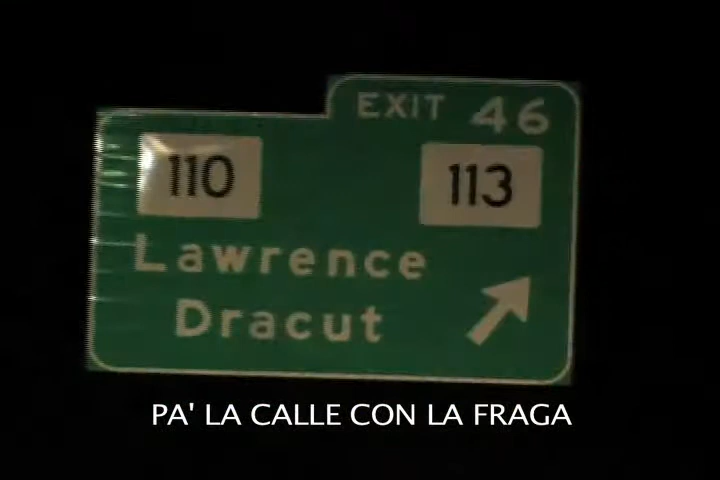 EXIT 46
110 113
Lawrence
Dracut
PA' LA CALLE CON LA FRAGA